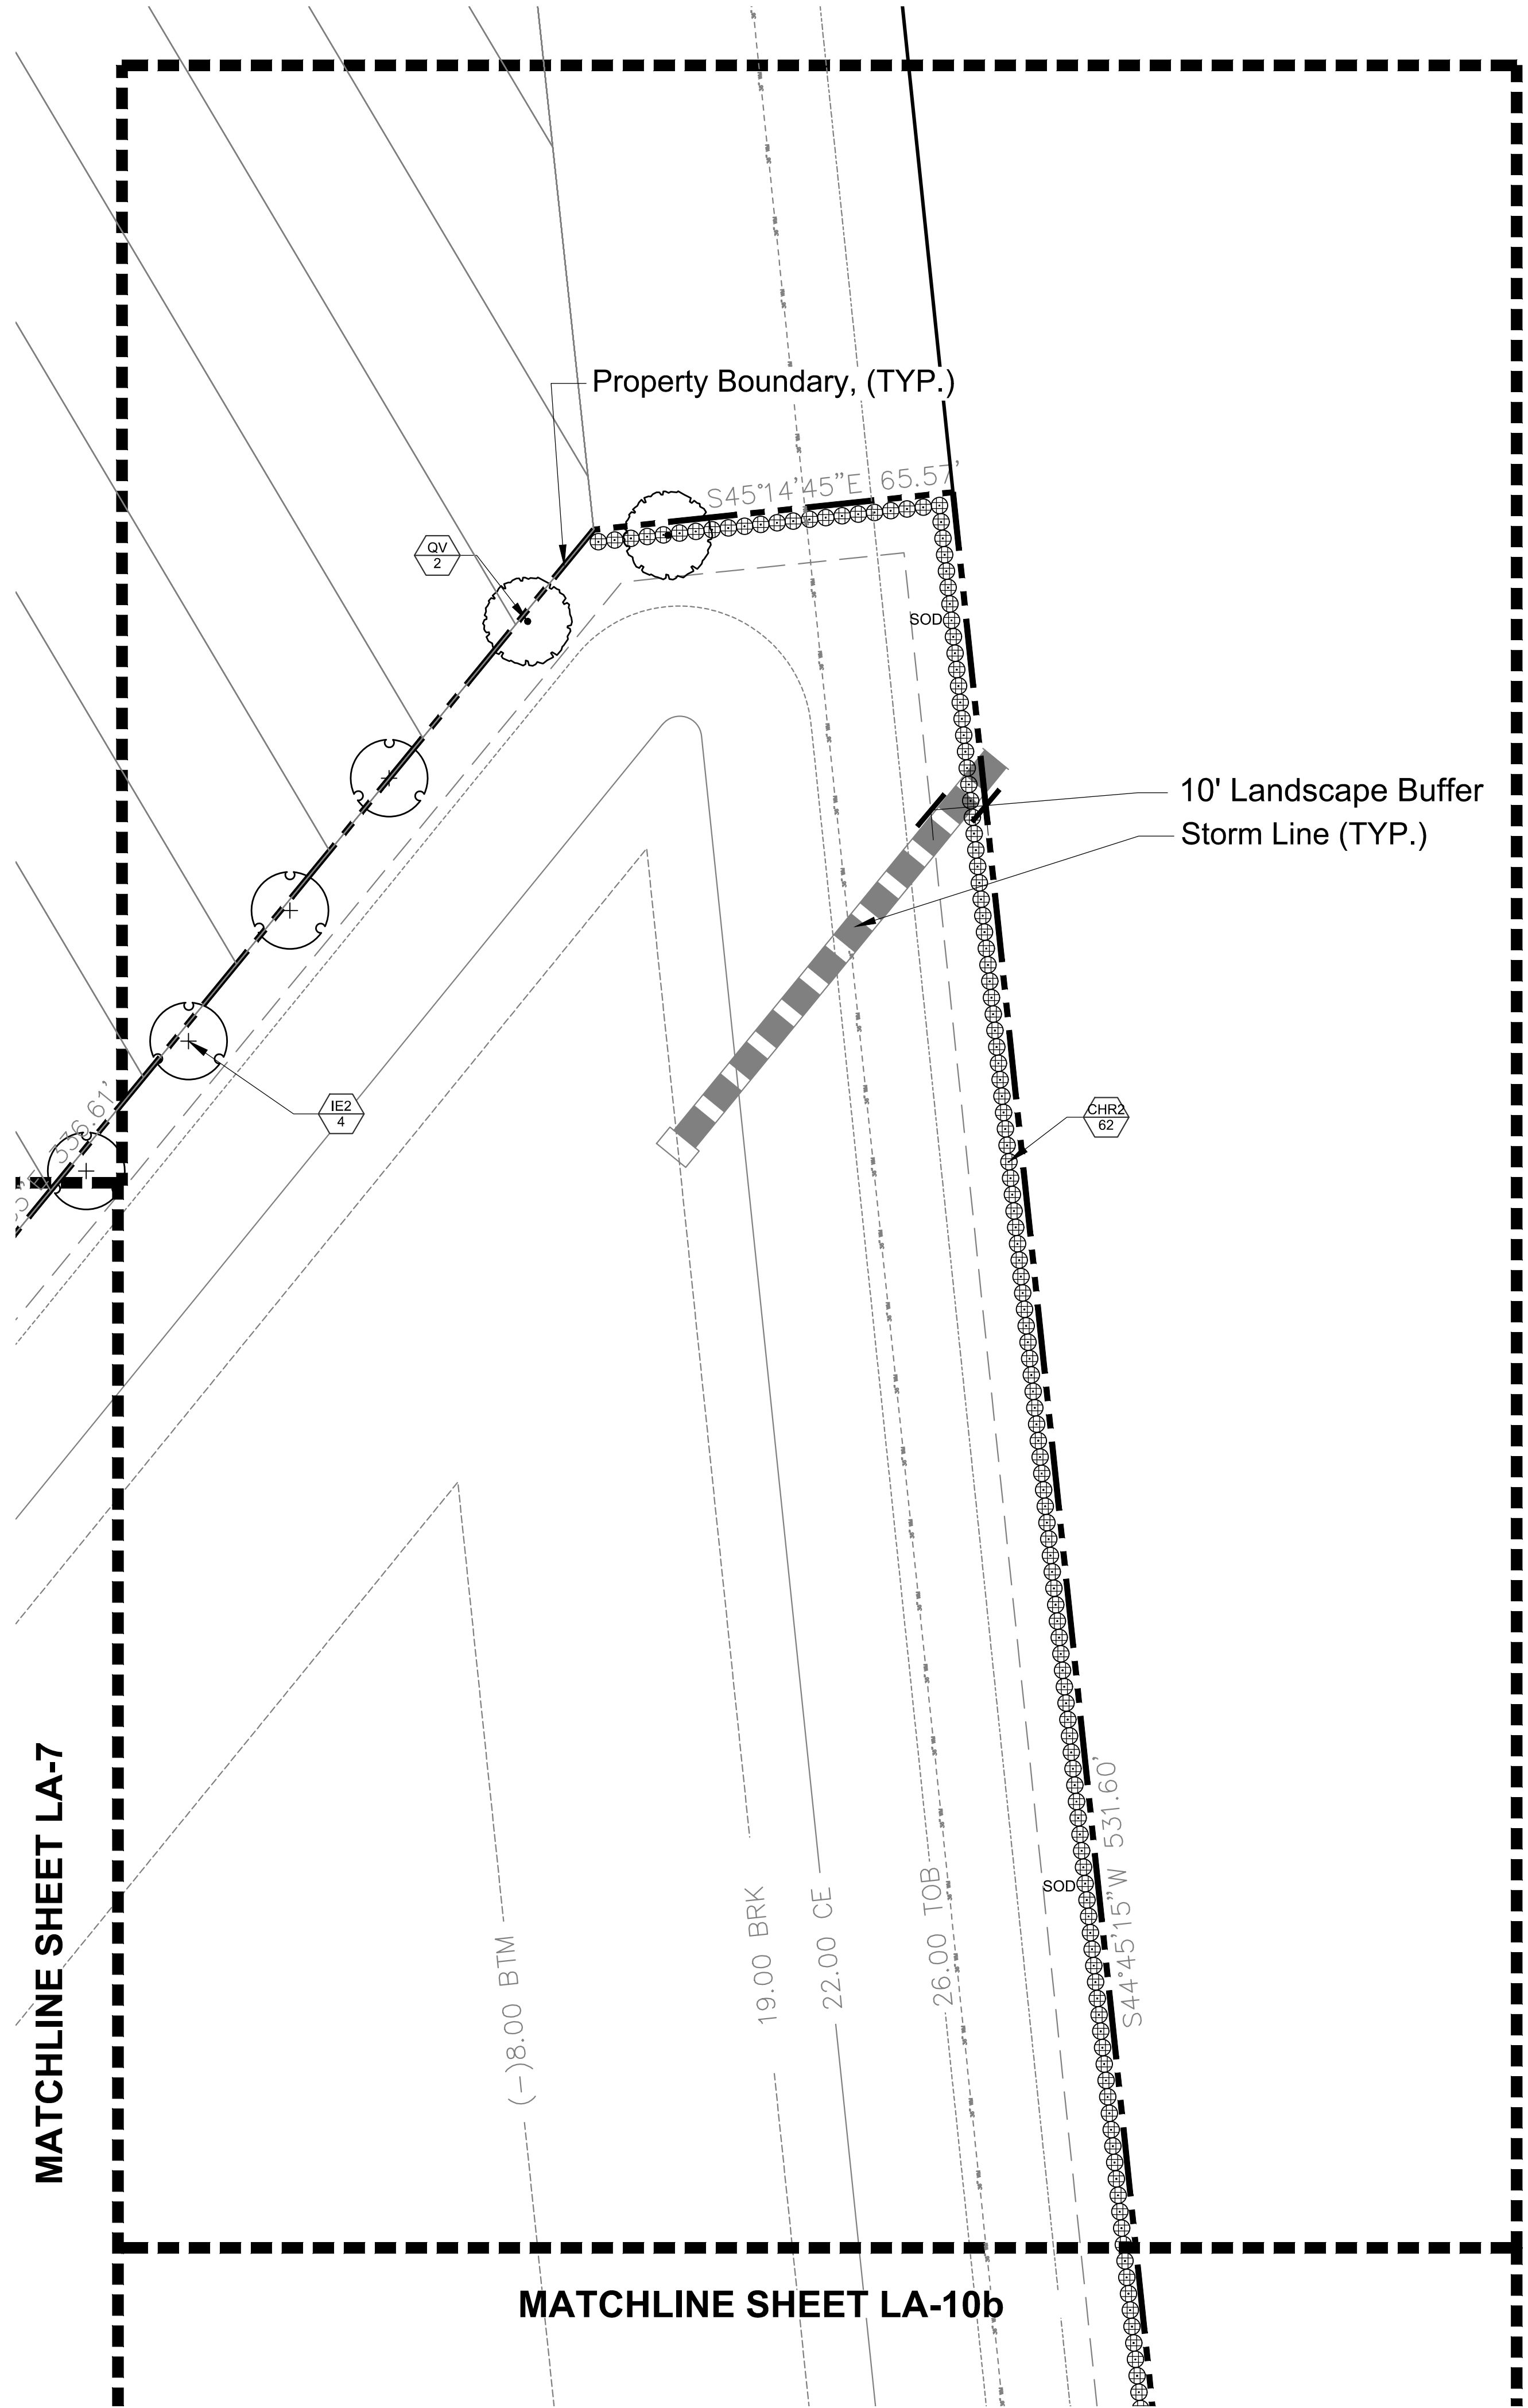 Property Boundary, (TYP.)
S45°14'45"E 65.57'
QV
2
SOD
10' Landscape Buffer
Storm Line (TYP.)
IE2
4
CHR2
62
336.61'
SOD
S44°45'15"W 531.60'
(-)8.00 BTM
19.00 BRK
22.00 CE
26.00 TOB
MATCHLINE SHEET LA-7
MATCHLINE SHEET LA-10b